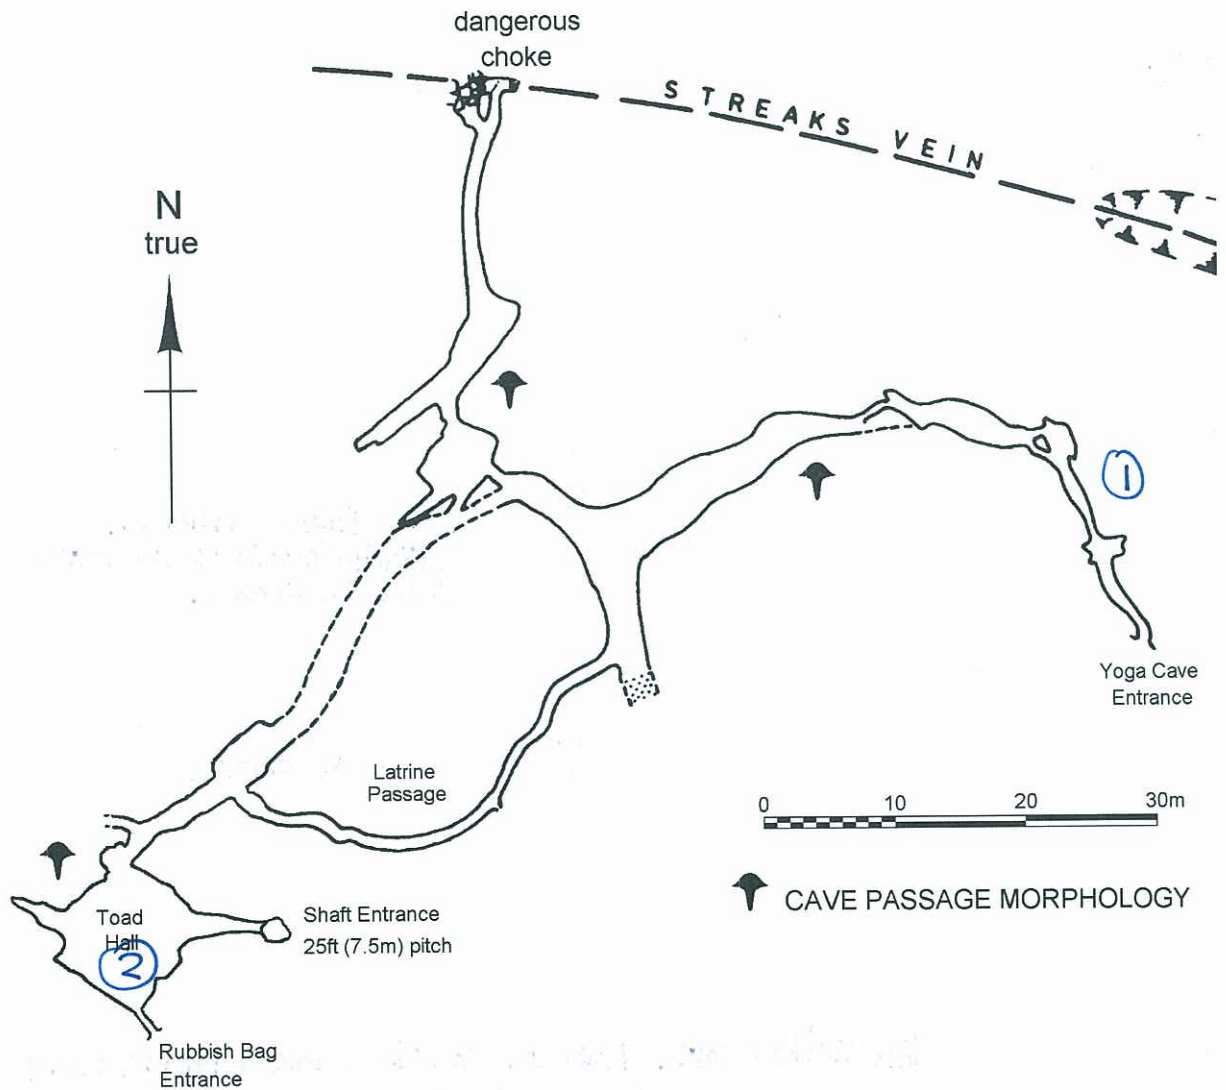 dangerous
choke
STREAKS VEIN
N
true
1
Yoga Cave
Entrance
Latrine
Passage
0 10 20 30m
CAVE PASSAGE MORPHOLOGY
Toad
Hall
2
Shaft Entrance
25ft (7.5m) pitch
Rubbish Bag
Entrance